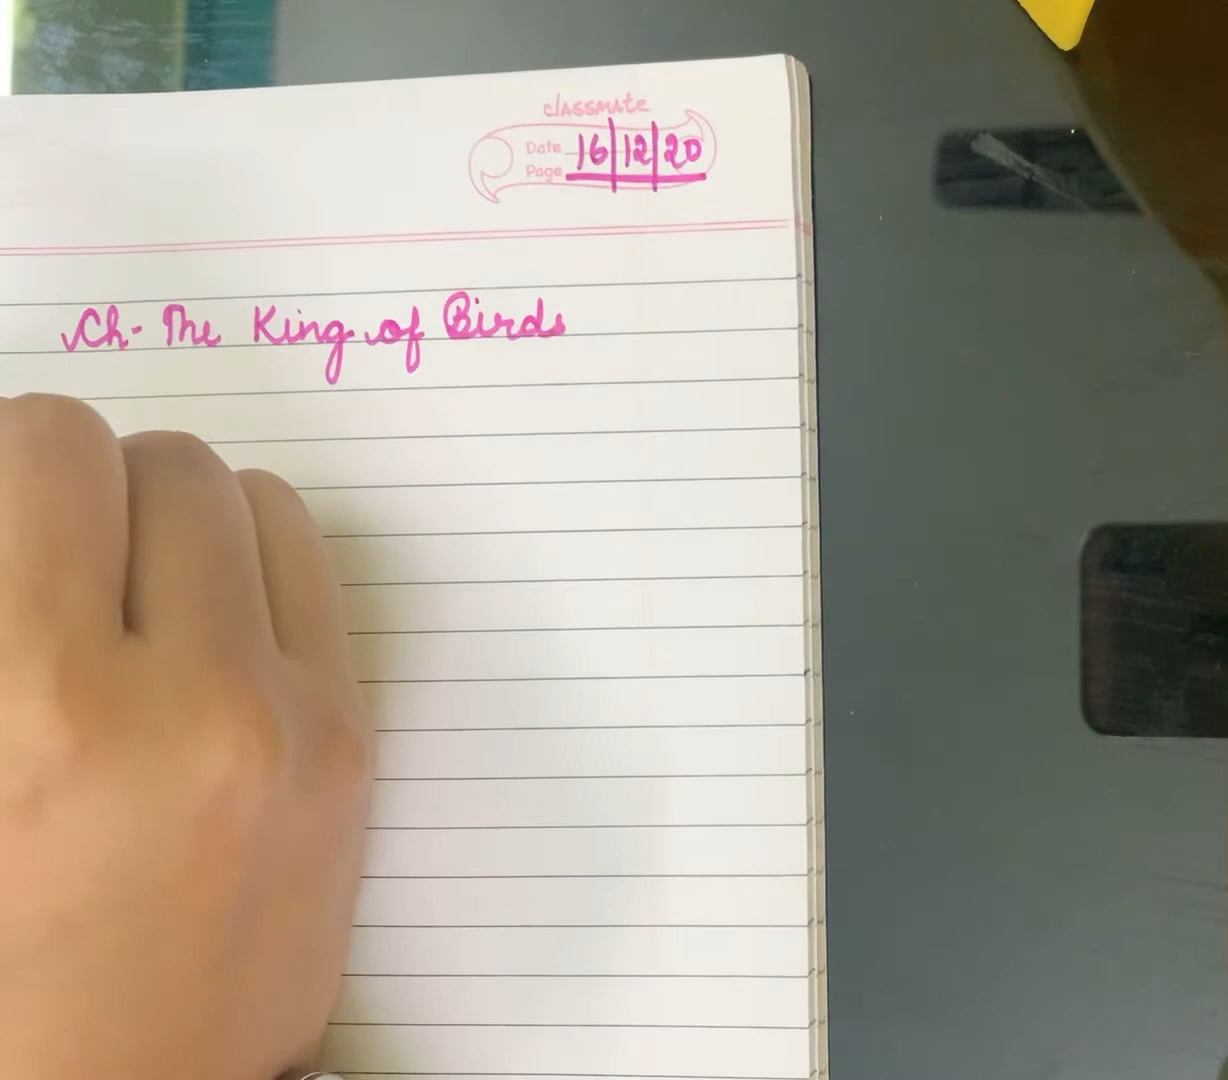 classmate
Date 16|12|20
Page
Ch- The King of Birds